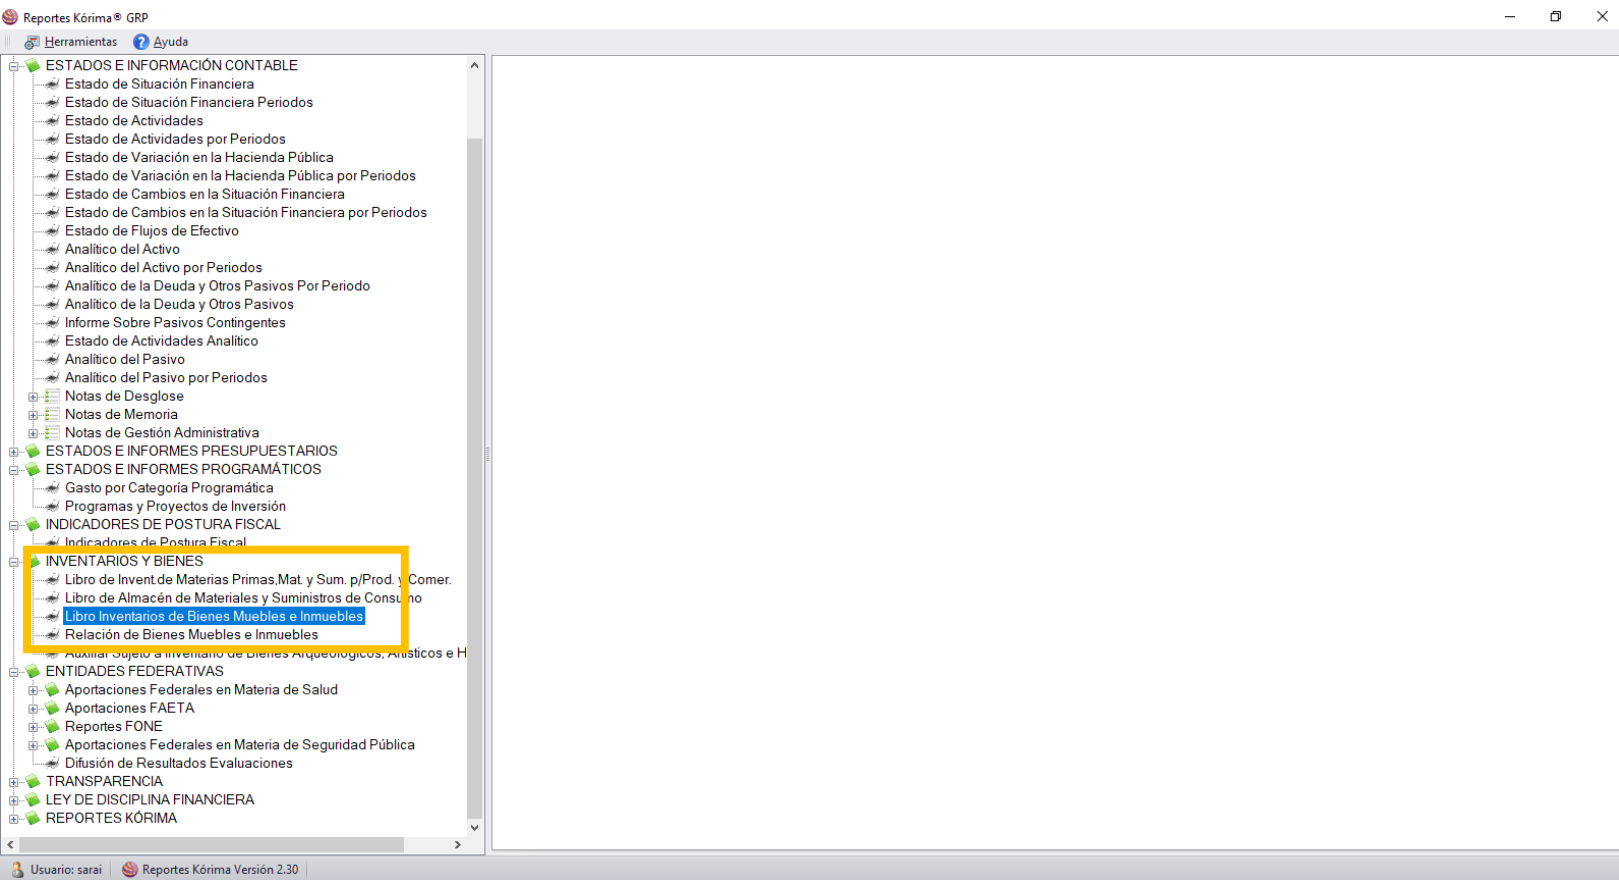 Reportes Kórima® GRP
Herramientas Ayuda
ESTADOS E INFORMACIÓN CONTABLE
Estado de Situación Financiera
Estado de Situación Financiera Periodos
Estado de Actividades
Estado de Actividades por Periodos
Estado de Variación en la Hacienda Pública
Estado de Variación en la Hacienda Pública por Periodos
Estado de Cambios en la Situación Financiera
Estado de Cambios en la Situación Financiera por Periodos
Estado de Flujos de Efectivo
Analítico del Activo
Analítico del Activo por Periodos
Analítico de la Deuda y Otros Pasivos Por Periodo
Analítico de la Deuda y Otros Pasivos
Informe Sobre Pasivos Contingentes
Estado de Actividades Analítico
Analítico del Pasivo
Analítico del Pasivo por Periodos
Notas de Desglose
Notas de Memoria
Notas de Gestión Administrativa
ESTADOS E INFORMES PRESUPUESTARIOS
ESTADOS E INFORMES PROGRAMÁTICOS
Gasto por Categoría Programática
Programas y Proyectos de Inversión
INDICADORES DE POSTURA FISCAL
Indicadores de Postura Fiscal
INVENTARIOS Y BIENES
Libro de Invent.de Materias Primas,Mat. y Sum. p/Prod. y Comer.
Libro de Almacén de Materiales y Suministros de Consumo
Libro Inventarios de Bienes Muebles e Inmuebles
Relación de Bienes Muebles e Inmuebles
Auxiliar Sujeto a Inventario de Bienes Arqueológicos, Artísticos e H
ENTIDADES FEDERATIVAS
Aportaciones Federales en Materia de Salud
Aportaciones FAETA
Reportes FONE
Aportaciones Federales en Materia de Seguridad Pública
Difusión de Resultados Evaluaciones
TRANSPARENCIA
LEY DE DISCIPLINA FINANCIERA
REPORTES KÓRIMA
Usuario: sarai Reportes Kórima Versión 2.30